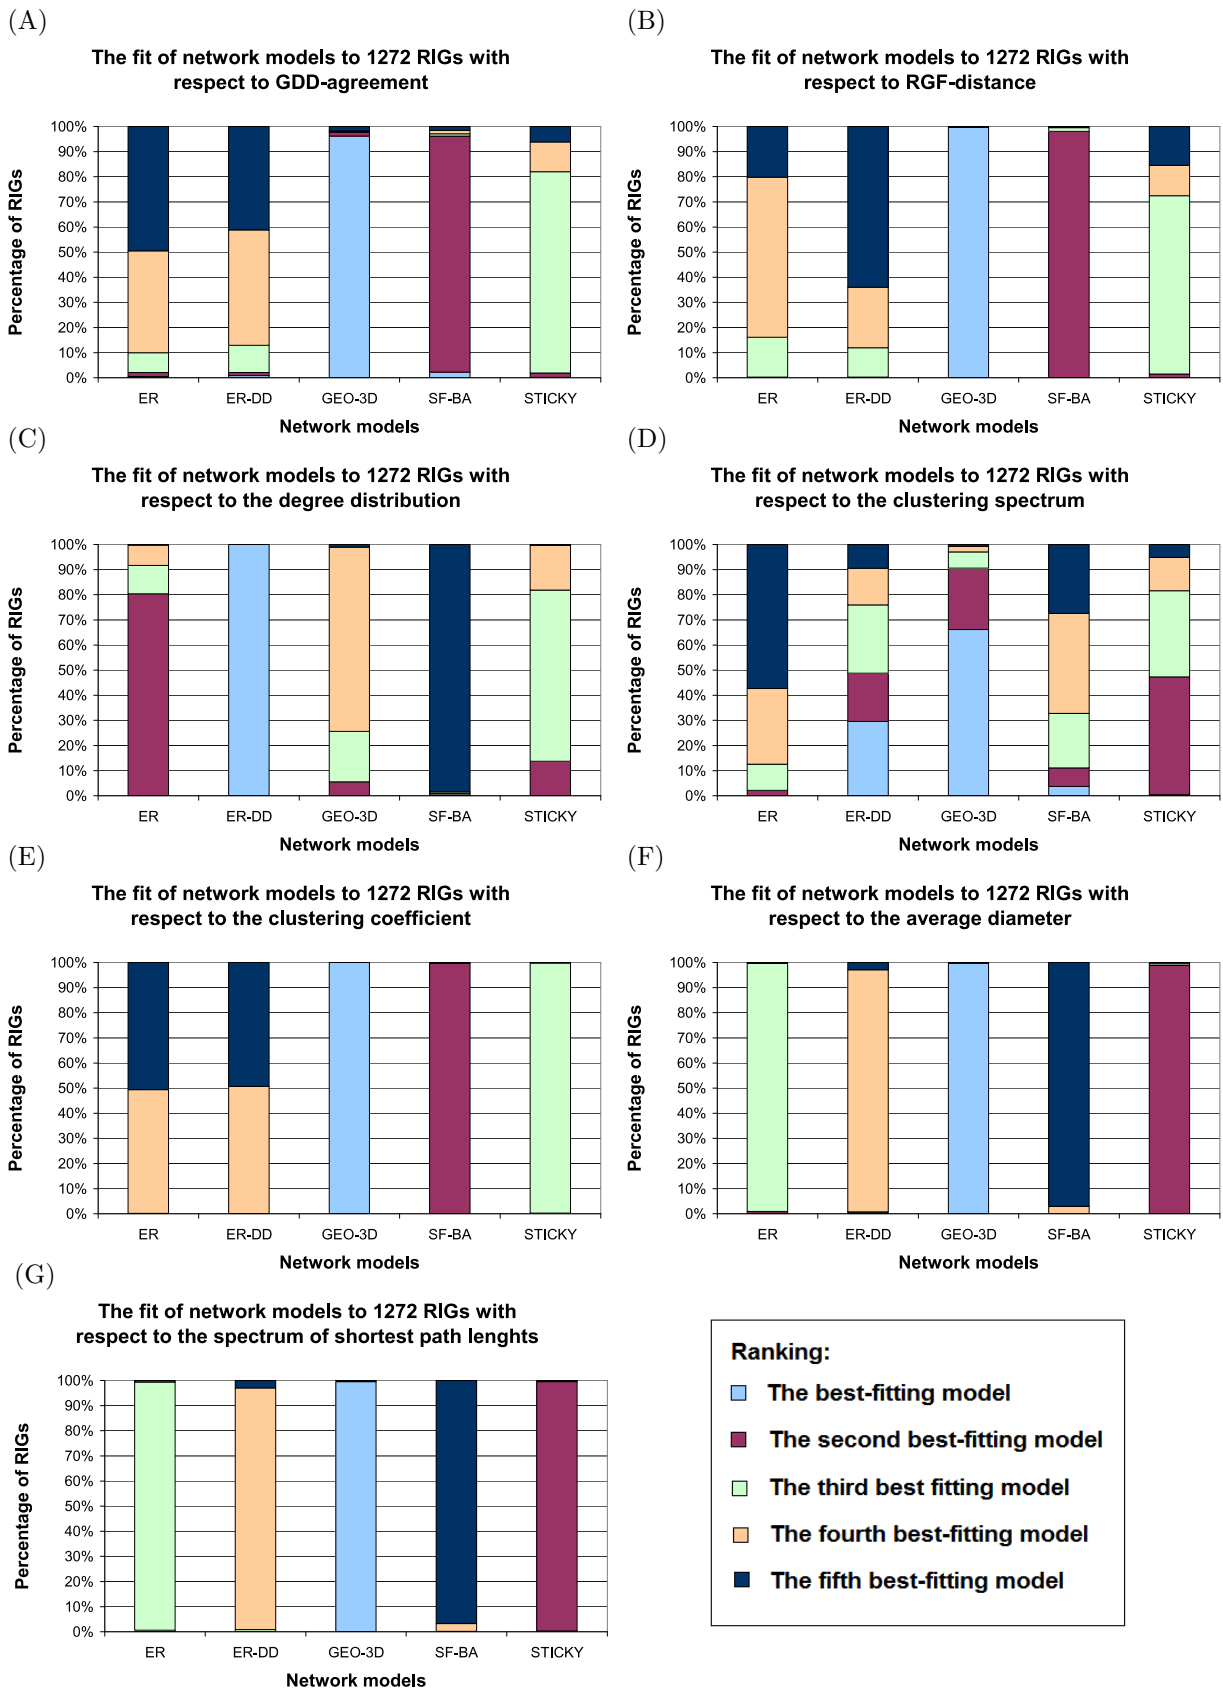 (A)
The fit of network models to 1272 RIGs with
respect to GDD-agreement
Percentage of RIGs
100%
90%
80%
70%
60%
50%
40%
30%
20%
10%
0%
ER
ER-DD
GEO-3D
SF-BA
STICKY
Network models
(B)
The fit of network models to 1272 RIGs with
respect to RGF-distance
Percentage of RIGs
100%
90%
80%
70%
60%
50%
40%
30%
20%
10%
0%
ER
ER-DD
GEO-3D
SF-BA
STICKY
Network models
(C)
The fit of network models to 1272 RIGs with
respect to the degree distribution
Percentage of RIGs
100%
90%
80%
70%
60%
50%
40%
30%
20%
10%
0%
ER
ER-DD
GEO-3D
SF-BA
STICKY
Network models
(D)
The fit of network models to 1272 RIGs with
respect to the clustering spectrum
Percentage of RIGs
100%
90%
80%
70%
60%
50%
40%
30%
20%
10%
0%
ER
ER-DD
GEO-3D
SF-BA
STICKY
Network models
(E)
The fit of network models to 1272 RIGs with
respect to the clustering coefficient
Percentage of RIGs
100%
90%
80%
70%
60%
50%
40%
30%
20%
10%
0%
ER
ER-DD
GEO-3D
SF-BA
STICKY
Network models
(F)
The fit of network models to 1272 RIGs with
respect to the average diameter
Percentage of RIGs
100%
90%
80%
70%
60%
50%
40%
30%
20%
10%
0%
ER
ER-DD
GEO-3D
SF-BA
STICKY
Network models
(G)
The fit of network models to 1272 RIGs with
respect to the spectrum of shortest path lenghts
Percentage of RIGs
100%
90%
80%
70%
60%
50%
40%
30%
20%
10%
0%
ER
ER-DD
GEO-3D
SF-BA
STICKY
Network models
Ranking:
The best-fitting model
The second best-fitting model
The third best fitting model
The fourth best-fitting model
The fifth best-fitting model